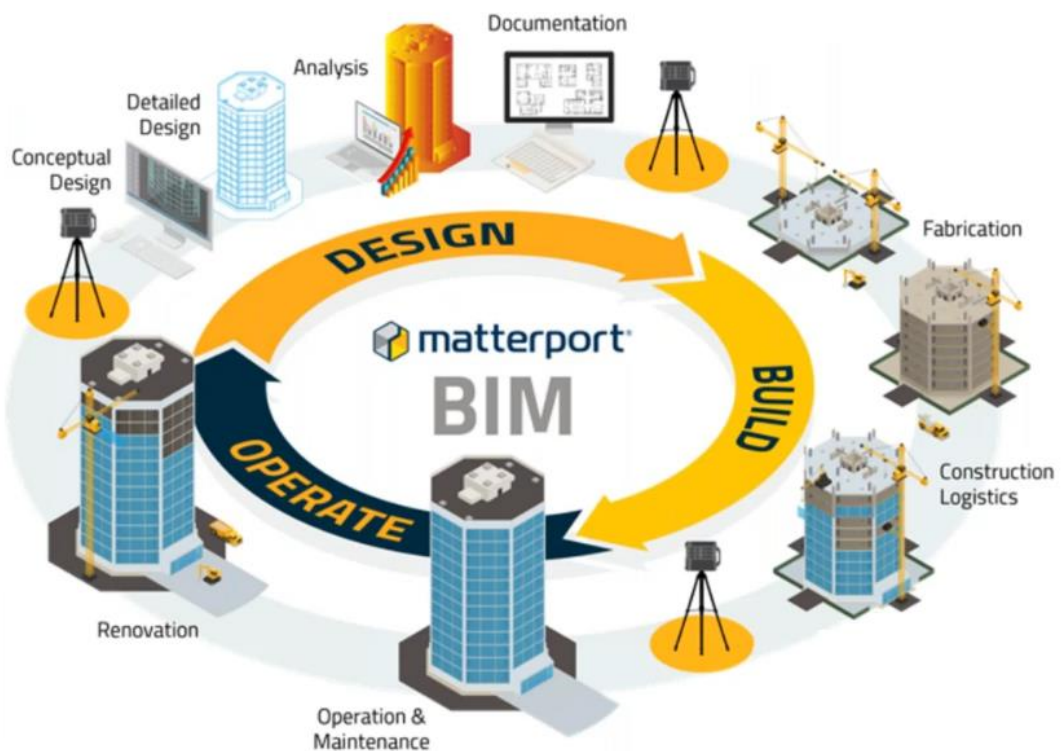 Documentation
Analysis
Detailed
Design
Conceptual
Design
DESIGN
Fabrication
matterport®
BIM
BUILD
OPERATE
Construction
Logistics
Renovation
Operation &
Maintenance